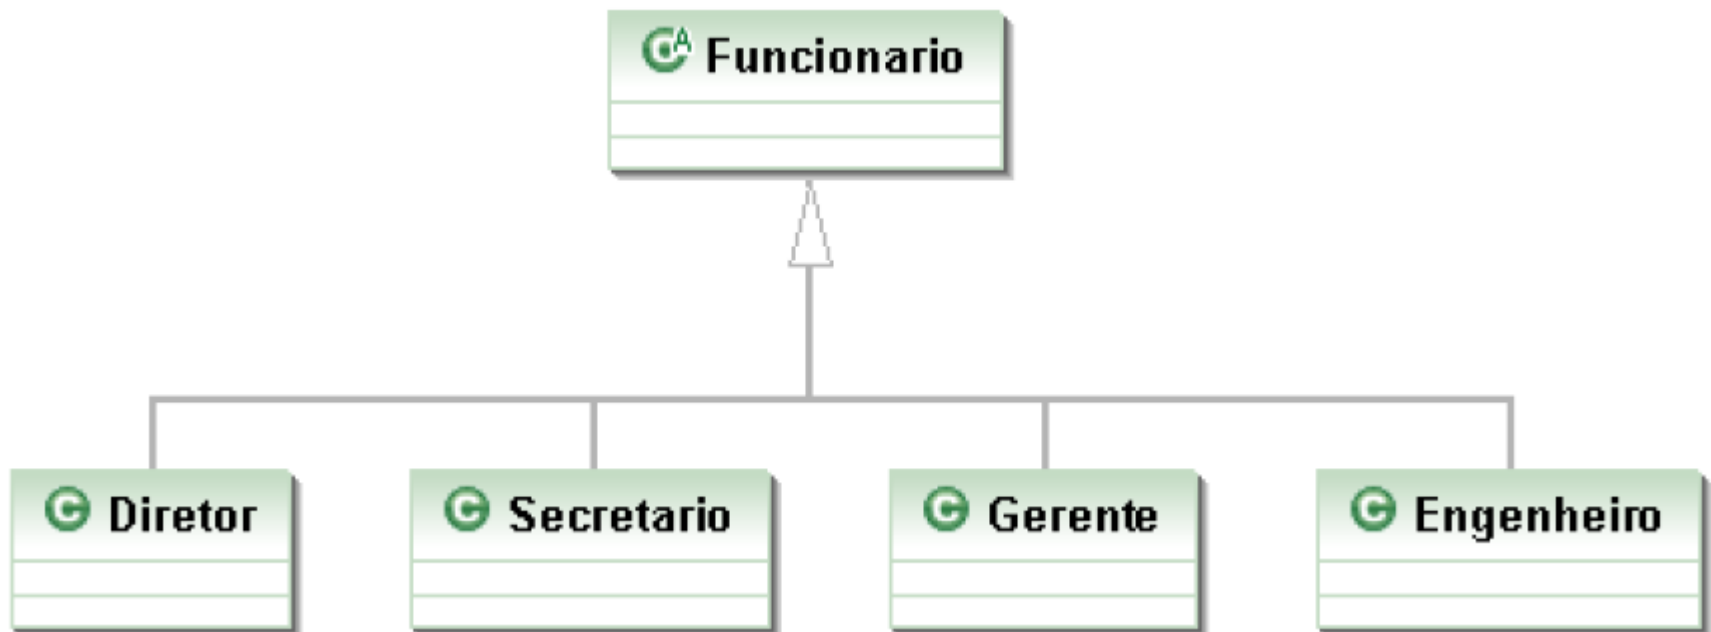 Funcionario
Diretor
Secretario
Gerente
Engenheiro